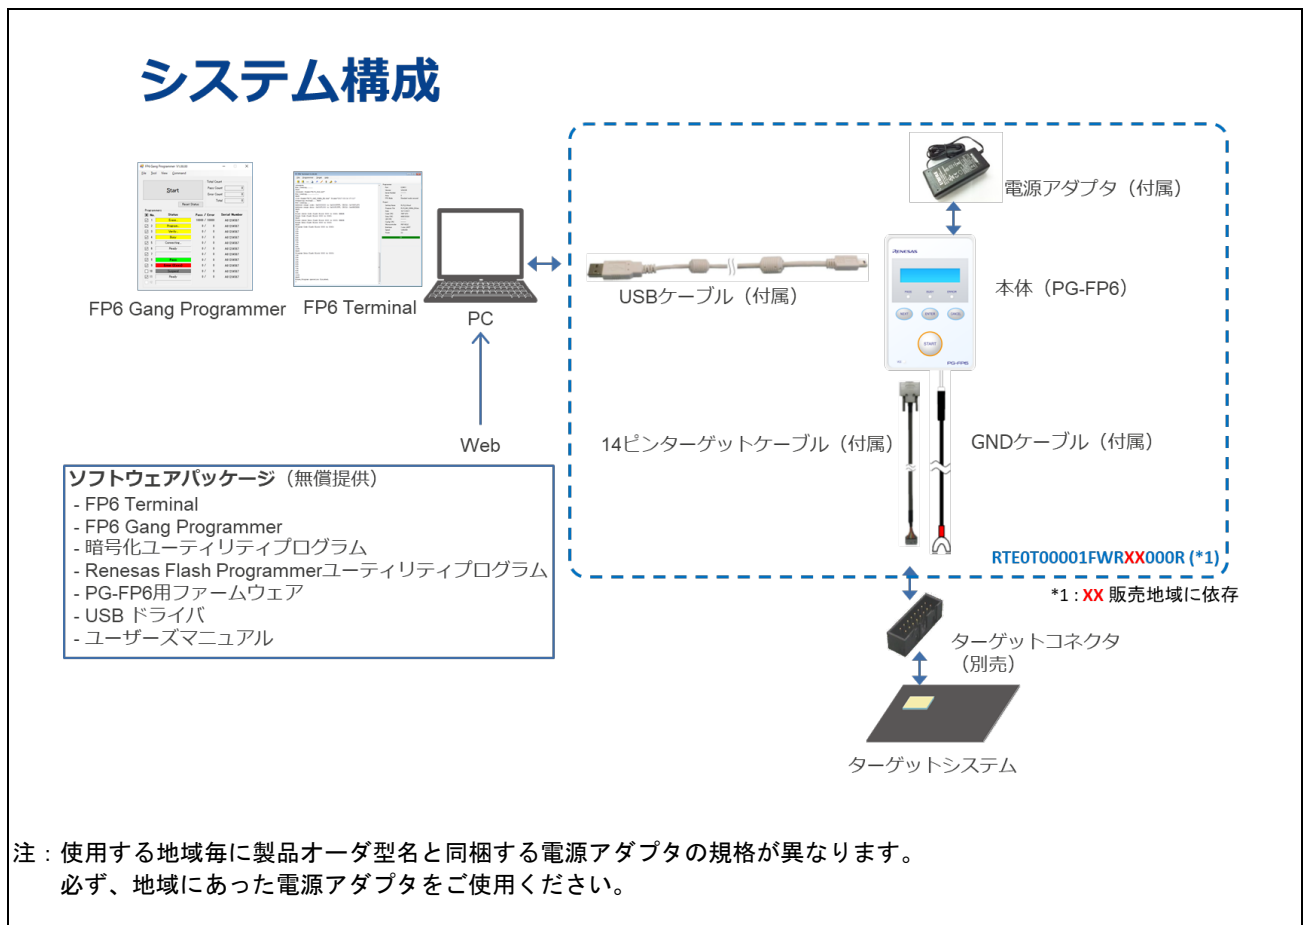 システム構成
FP6 Gang Programmer
FP6 Terminal
PC
Web
USBケーブル（付属）
電源アダプタ（付属）
RENESAS
本体（PG-FP6）
START
PG-FP6
14ピンターゲットケーブル（付属）
GNDケーブル（付属）
RTE0T00001FWRXX000R (*1)
*1 : XX 販売地域に依存
ターゲットコネクタ
（別売）
ターゲットシステム
ソフトウェアパッケージ（無償提供）
- FP6 Terminal
- FP6 Gang Programmer
- 暗号化ユーティリティプログラム
- Renesas Flash Programmerユーティリティプログラム
- PG-FP6用ファームウェア
- USB ドライバ
- ユーザーズマニュアル
注：使用する地域毎に製品オーダ型名と同梱する電源アダプタの規格が異なります。
必ず、地域にあった電源アダプタをご使用ください。